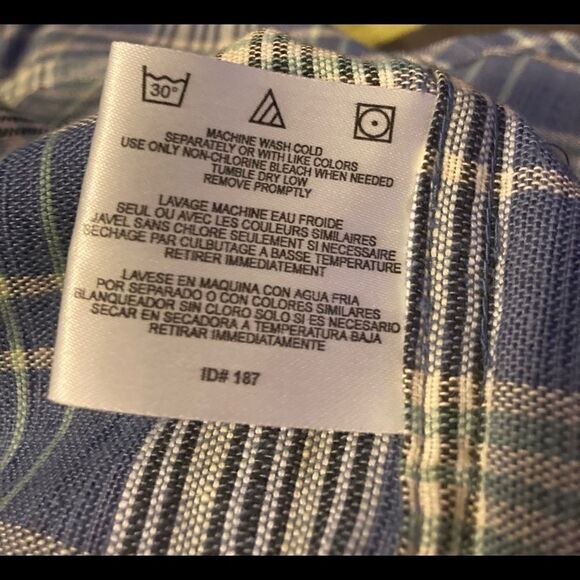 30°
MACHINE WASH COLD
SEPARATELY OR WITH LIKE COLORS
USE ONLY NON-CHLORINE BLEACH WHEN NEEDED
TUMBLE DRY LOW
REMOVE PROMPTLY
LAVAGE MACHINE EAU FROIDE
SEUL OU AVEC LES COULEURS SIMILAIRES
JAVEL SANS CHLORE SEULEMENT SI NECESSAIRE
SECHAGE PAR CULBUTAGE A BASSE TEMPERATURE
RETIRER IMMEDIATEMENT
LAVESE EN MAQUINA CON AGUA FRIA
POR SEPARADO O CON COLORES SIMILARES
BLANQUEADOR SIN CLORO SOLO SI ES NECESARIO
SECAR EN SECADORA A TEMPERATURA BAJA
RETIRAR IMMEDIATAMENT
ID# 187